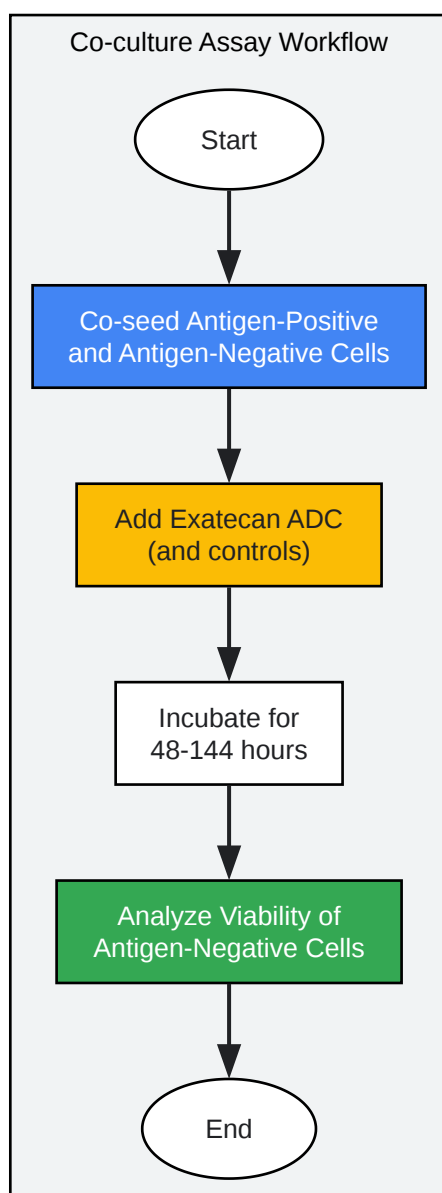 Co-culture Assay Workflow
Start
Co-seed Antigen-Positive
and Antigen-Negative Cells
Add Exatecan ADC
(and controls)
Incubate for
48-144 hours
Analyze Viability of
Antigen-Negative Cells
End